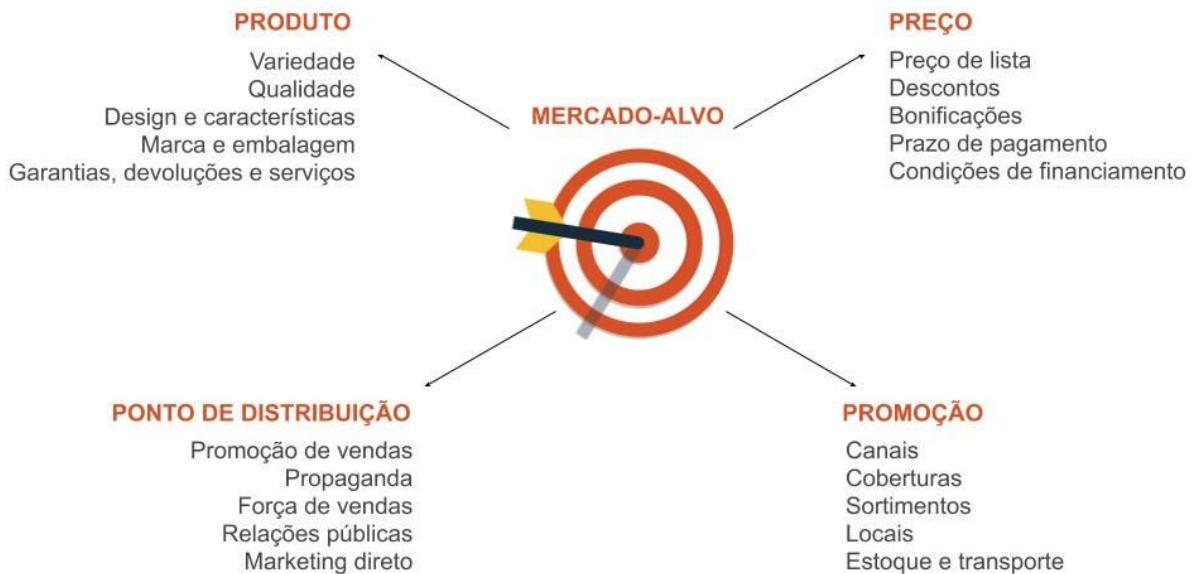 PRODUTO
Variedade
Qualidade
Design e características
Marca e embalagem
Garantias, devoluções e serviços
MERCADO-ALVO
PREÇO
Preço de lista
Descontos
Bonificações
Prazo de pagamento
Condições de financiamento
PONTO DE DISTRIBUIÇÃO
Promoção de vendas
Propaganda
Força de vendas
Relações públicas
Marketing direto
PROMOÇÃO
Canais
Coberturas
Sortimentos
Locais
Estoque e transporte